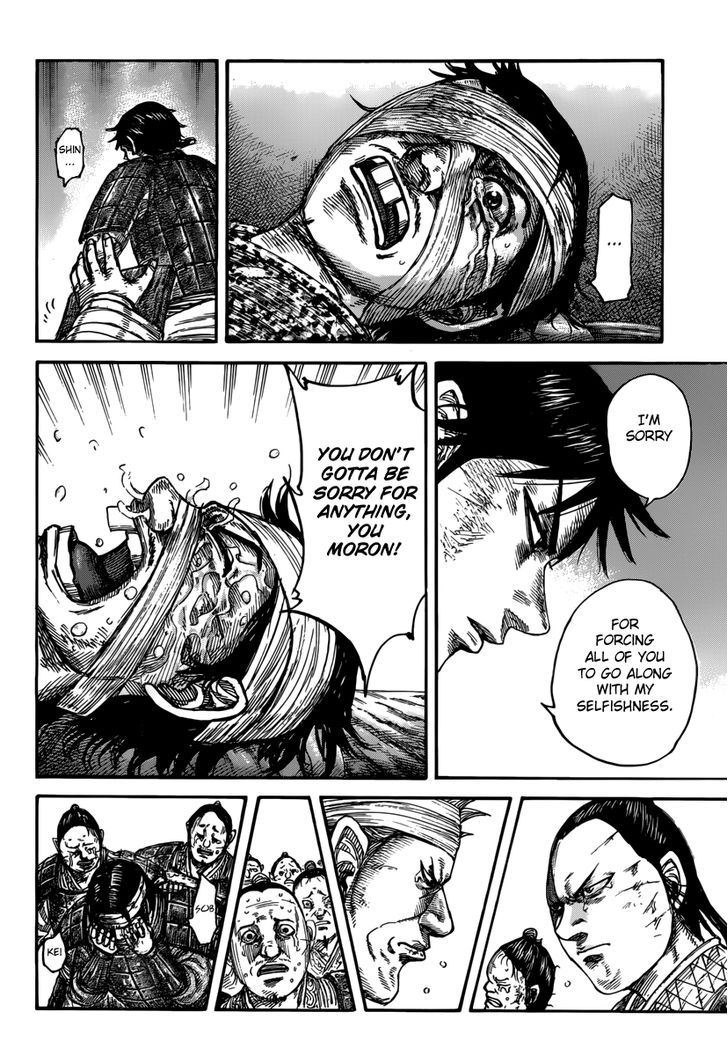 ...
SHIN
...
I'M
SORRY
FOR
FORCING
ALL OF YOU
TO GO ALONG
WITH MY
SELFISHNESS.
YOU DON'T
GOTTA BE
SORRY FOR
ANYTHING,
YOU
MORON!
SOB
KEI